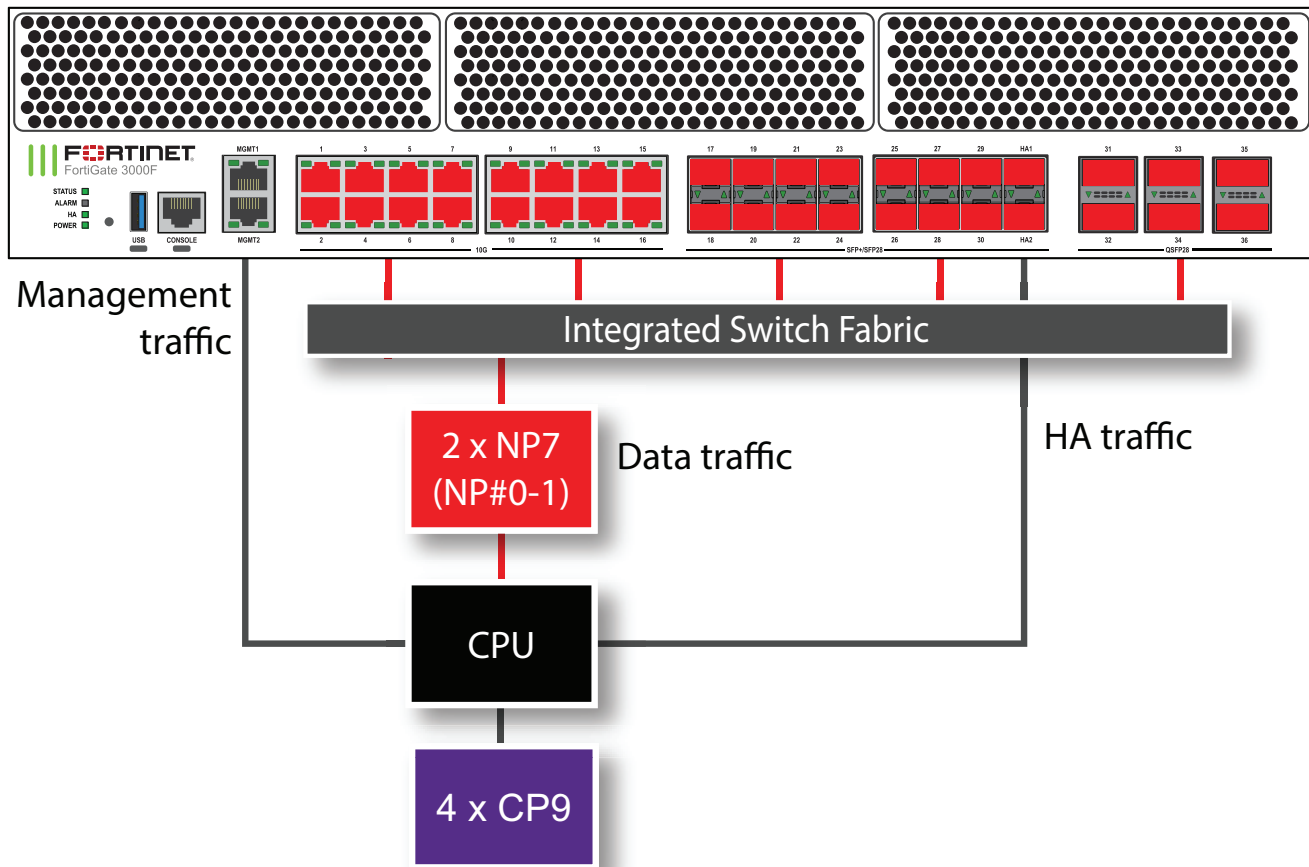 FORTINET
FortiGate 3000F
STATUS
ALARM
HA
POWER
USB
CONSOLE
MGMT1
MGMT2
1 3 5 7
2 4 6 8
9 11 13 15
10 12 14 16
10G
17 19 21 23
18 20 22 24
25 27 29 HA1
26 28 30 HA2
SFP+/SFP28
31 33 35
32 34 36
QSFP28
Management
traffic
Integrated Switch Fabric
2 x NP7
(NP#0-1)
Data traffic
HA traffic
CPU
4 x CP9